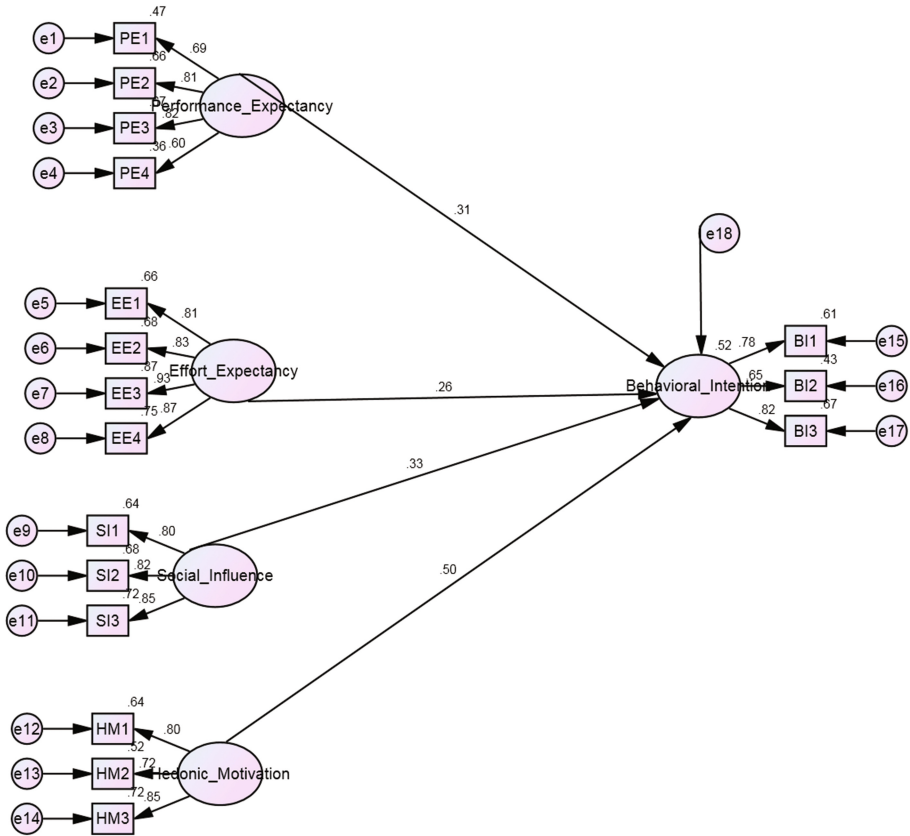 .47
e1 PE1 .69
.66
e2 PE2 .81
Performance_Expectancy
e3 PE3 .82
.36 .60
e4 PE4
.31
e18
.66
e5 EE1 .81
.68
e6 EE2 .83
Effort_Expectancy
.87 .93
e7 EE3
.75 .87
e8 EE4
.26
.52 .78
.61
BI1 e15
.43
Behavioral_Intention
.65
BI2 e16
.67
.82
BI3 e17
.33
.64
e9 SI1 .80
.68
.82
e10 SI2 Social_Influence
.72 .85
e11 SI3
.50
.64
e12 HM1 .80
.52
.72
e13 HM2 Hedonic_Motivation
.72 .85
e14 HM3